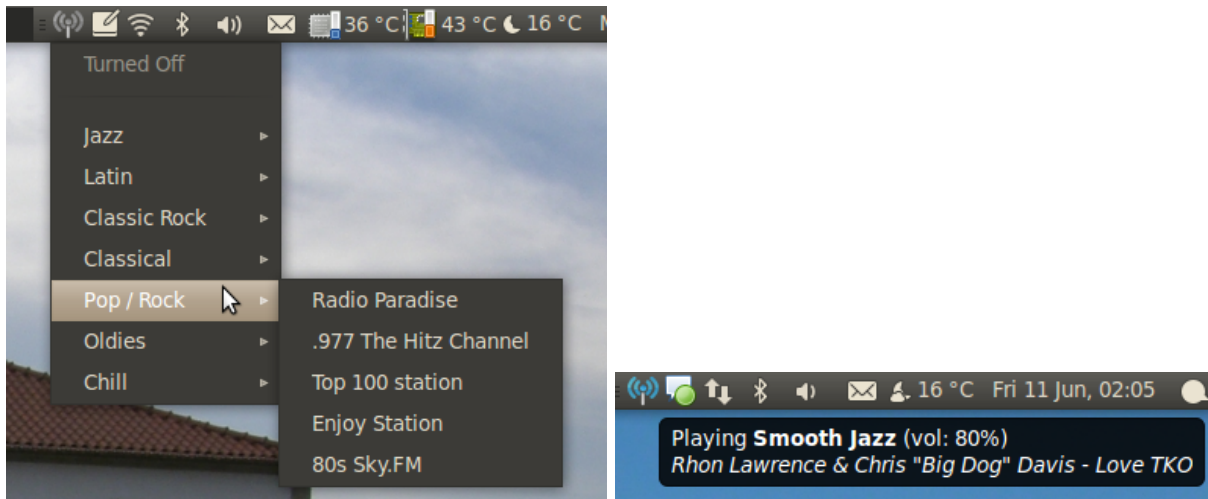 36 °C 43 °C 16 °C
Turned Off
Jazz
Latin
Classic Rock
Classical
Pop / Rock
Oldies
Chill
Radio Paradise
.977 The Hitz Channel
Top 100 station
Enjoy Station
80s Sky.FM
16 °C Fri 11 Jun, 02:05
Playing Smooth Jazz (vol: 80%)
Rhon Lawrence & Chris "Big Dog" Davis - Love TKO